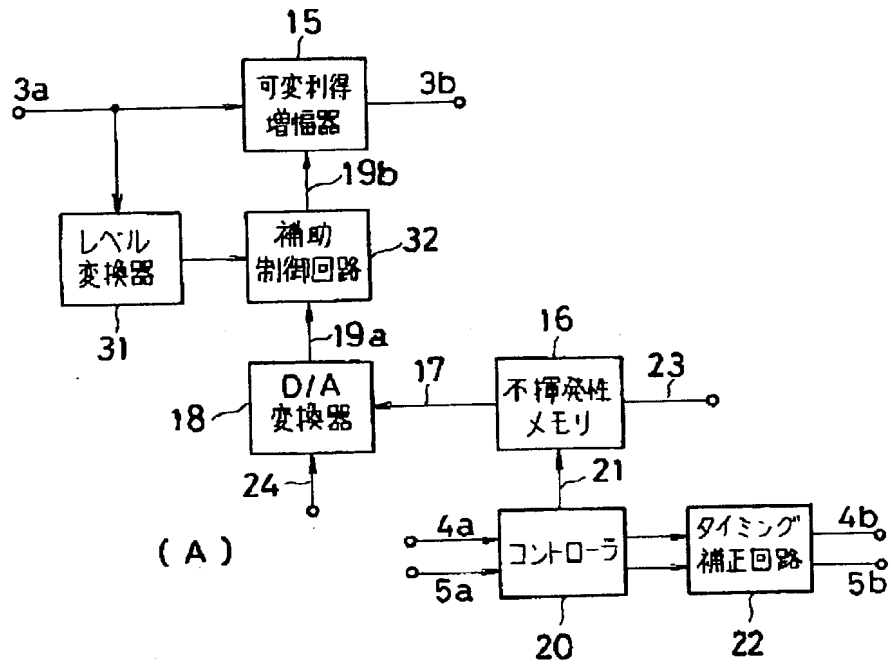 15
3a
可変利得
増幅器
3b
19b
レベル
変換器
補助
制御回路
32
31
19a
16
D/A
変換器
18
17
不揮発性
メモリ
23
24
21
(A)
4a
5a
コントローラ
タイミング
補正回路
4b
5b
20
22